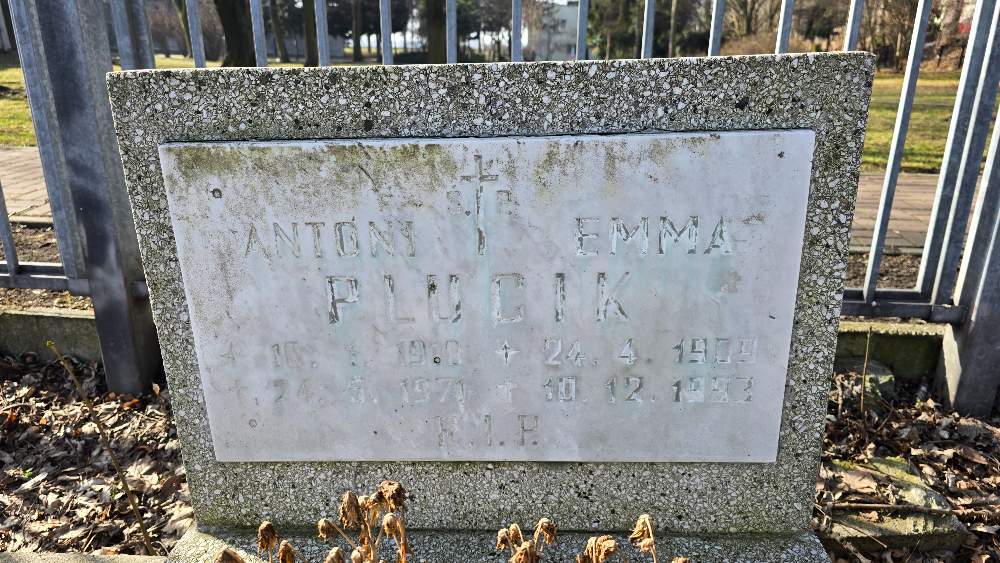 Ś. P.
ANTONI EMMA
PLUCIK
24. 4. 1909
10. 12. 1993
R.I.P.